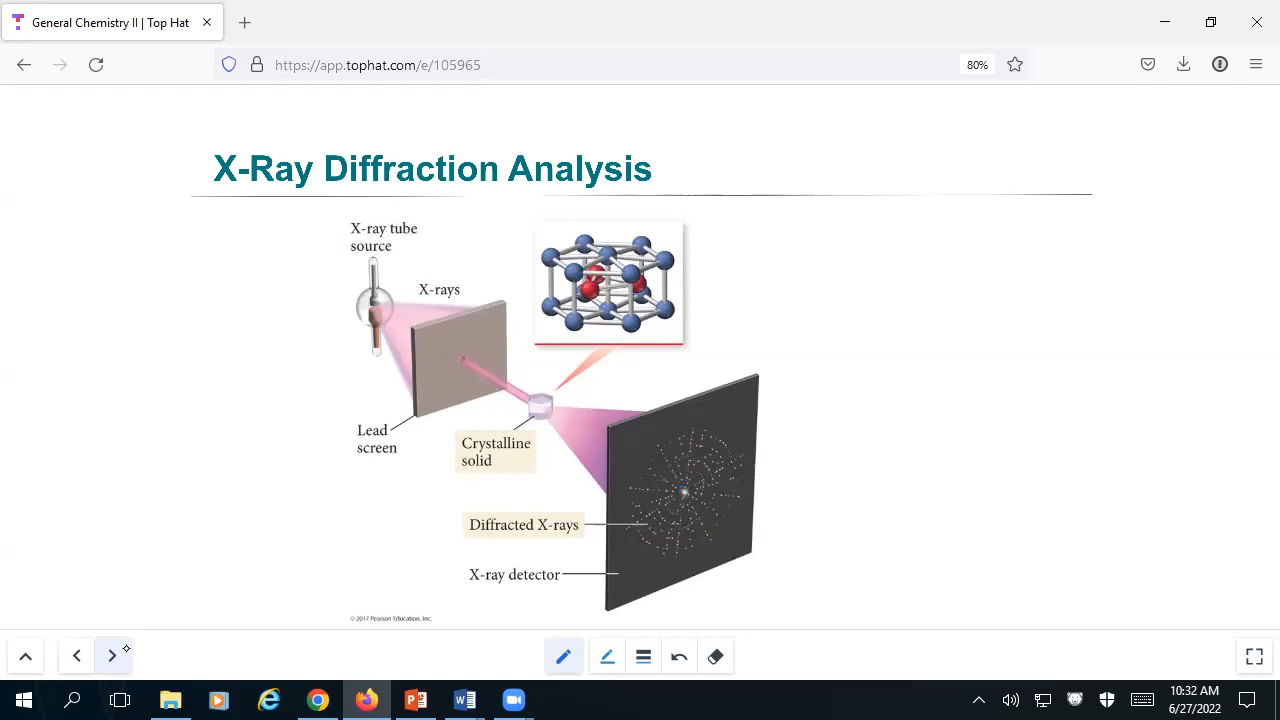 General Chemistry II | Top Hat
https://app.tophat.com/e/105965
80%
X-Ray Diffraction Analysis
X-ray tube
source
X-rays
Lead
screen
Crystalline
solid
Diffracted X-rays
X-ray detector
© 2017 Pearson Education, Inc.
10:32 AM
6/27/2022